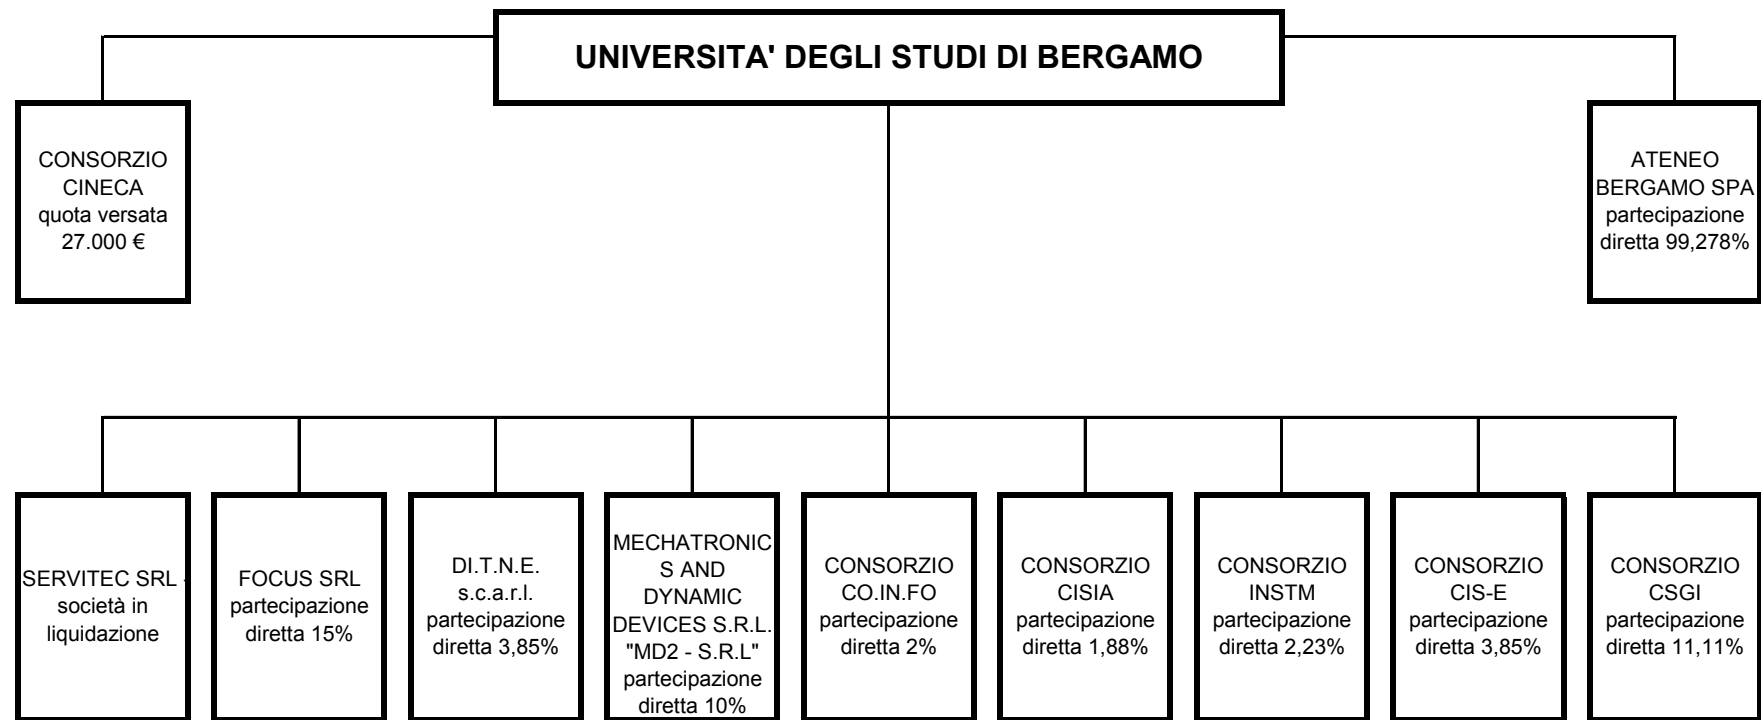 UNIVERSITA' DEGLI STUDI DI BERGAMO
CONSORZIO
CINECA
quota versata
27.000 €
ATENEO
BERGAMO SPA
partecipazione
diretta 99,278%
SERVITEC SRL -
società in
liquidazione
FOCUS SRL
partecipazione
diretta 15%
DI.T.N.E.
s.c.a.r.l.
partecipazione
diretta 3,85%
MECHATRONIC
S AND
DYNAMIC
DEVICES S.R.L.
"MD2 - S.R.L"
partecipazione
diretta 10%
CONSORZIO
CO.IN.FO
partecipazione
diretta 2%
CONSORZIO
CISIA
partecipazione
diretta 1,88%
CONSORZIO
INSTM
partecipazione
diretta 2,23%
CONSORZIO
CIS-E
partecipazione
diretta 3,85%
CONSORZIO
CSGI
partecipazione
diretta 11,11%